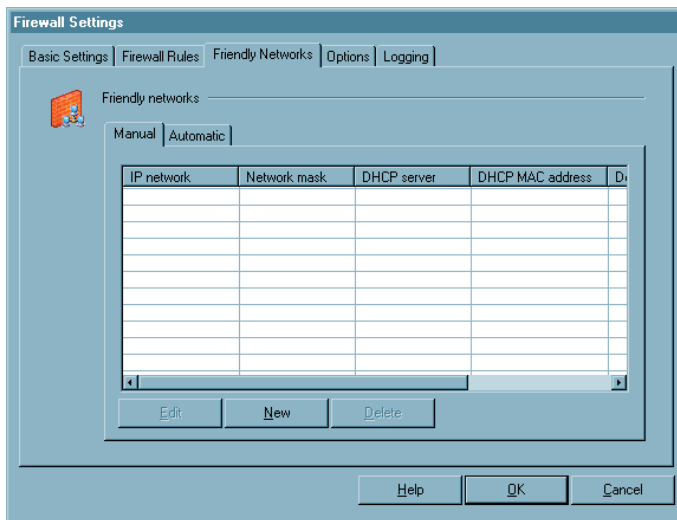 Firewall Settings
Basic Settings Firewall Rules Friendly Networks Options Logging
Friendly networks
Manual Automatic
IP network Network mask DHCP server DHCP MAC address
Edit New Delete
Help OK Cancel